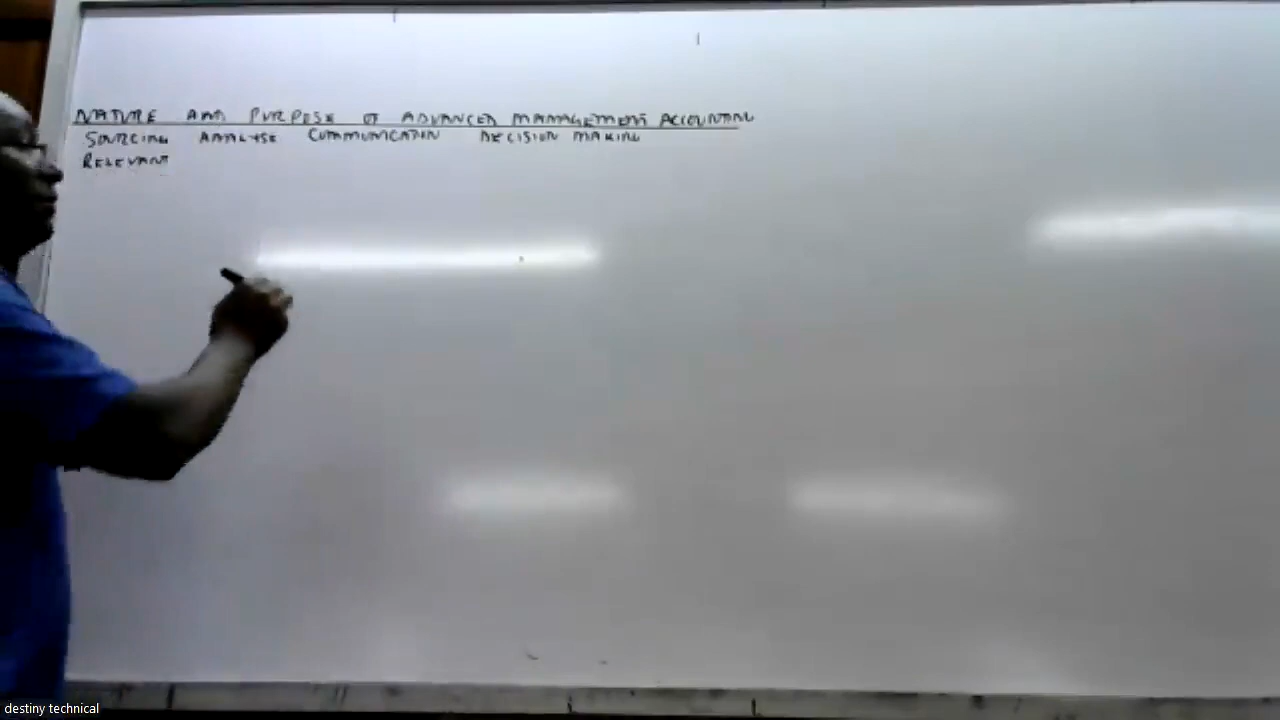 NATURE AND PURPOSE OF ADVANCED MANAGEMENT ACCOUNTING
SOURCING ANALYSE COMMUNICATION DECISION MAKING
RELEVANT
destiny technical